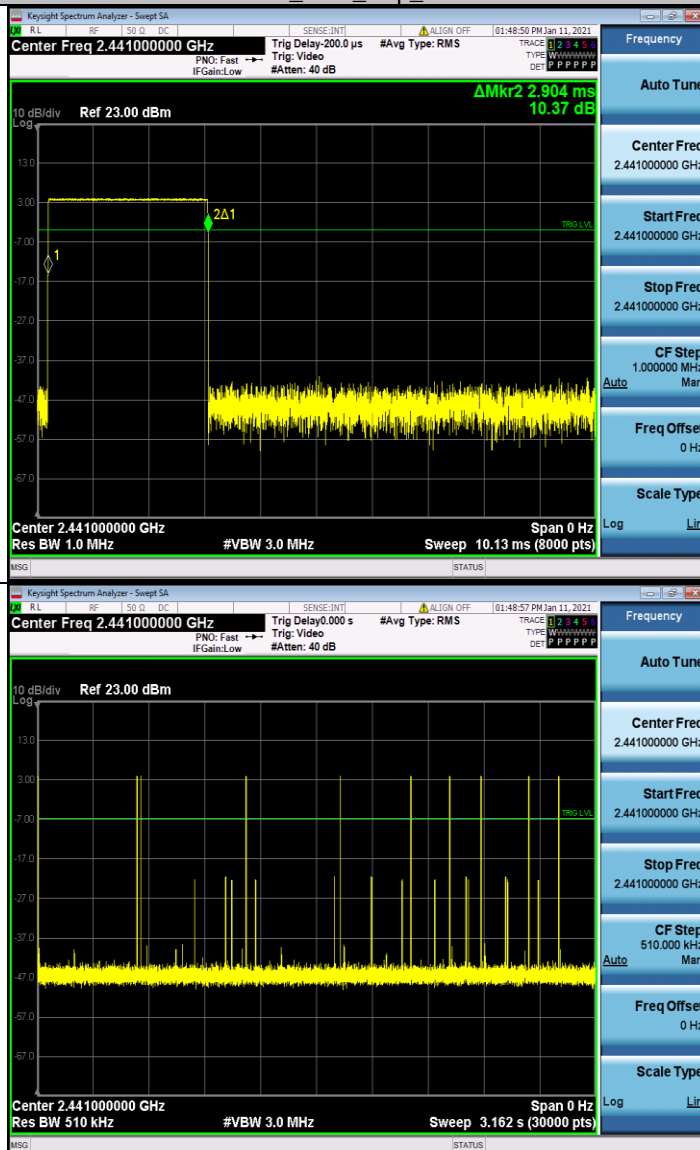 Keysight Spectrum Analyzer - Swept SA
RL RF 50 Ω DC SENSE:INT ALIGN OFF 01:48:50 PM Jan 11, 2021
Center Freq 2.441000000 GHz Trig Delay-200.0 µs #Avg Type: RMS TRACE 1 2 3 4 5 6
PNO: Fast Trig: Video TYPE W
IFGain:Low #Atten: 40 dB DET P P P P P P
Frequency
ΔMkr2 2.904 ms
10.37 dB
10 dB/div Ref 23.00 dBm
Log
13.0
3.00
-7.00
-17.0
-27.0
-37.0
-47.0
-57.0
-67.0
1
2Δ1
TRIG LVL
Center 2.441000000 GHz Span 0 Hz
Res BW 1.0 MHz #VBW 3.0 MHz Sweep 10.13 ms (8000 pts)
MSG STATUS
Auto Tune
Center Freq
2.441000000 GHz
Start Freq
2.441000000 GHz
Stop Freq
2.441000000 GHz
CF Step
1.000000 MHz
Auto Man
Freq Offset
0 Hz
Scale Type
Log Lin
Keysight Spectrum Analyzer - Swept SA
RL RF 50 Ω DC SENSE:INT ALIGN OFF 01:48:57 PM Jan 11, 2021
Center Freq 2.441000000 GHz Trig Delay0.000 s #Avg Type: RMS TRACE 1 2 3 4 5 6
PNO: Fast Trig: Video TYPE W
IFGain:Low #Atten: 40 dB DET P P P P P P
Frequency
10 dB/div Ref 23.00 dBm
Log
13.0
3.00
-7.00
-17.0
-27.0
-37.0
-47.0
-57.0
-67.0
TRIG LVL
Center 2.441000000 GHz Span 0 Hz
Res BW 510 kHz #VBW 3.0 MHz Sweep 3.162 s (30000 pts)
MSG STATUS
Auto Tune
Center Freq
2.441000000 GHz
Start Freq
2.441000000 GHz
Stop Freq
2.441000000 GHz
CF Step
510.000 kHz
Auto Man
Freq Offset
0 Hz
Scale Type
Log Lin